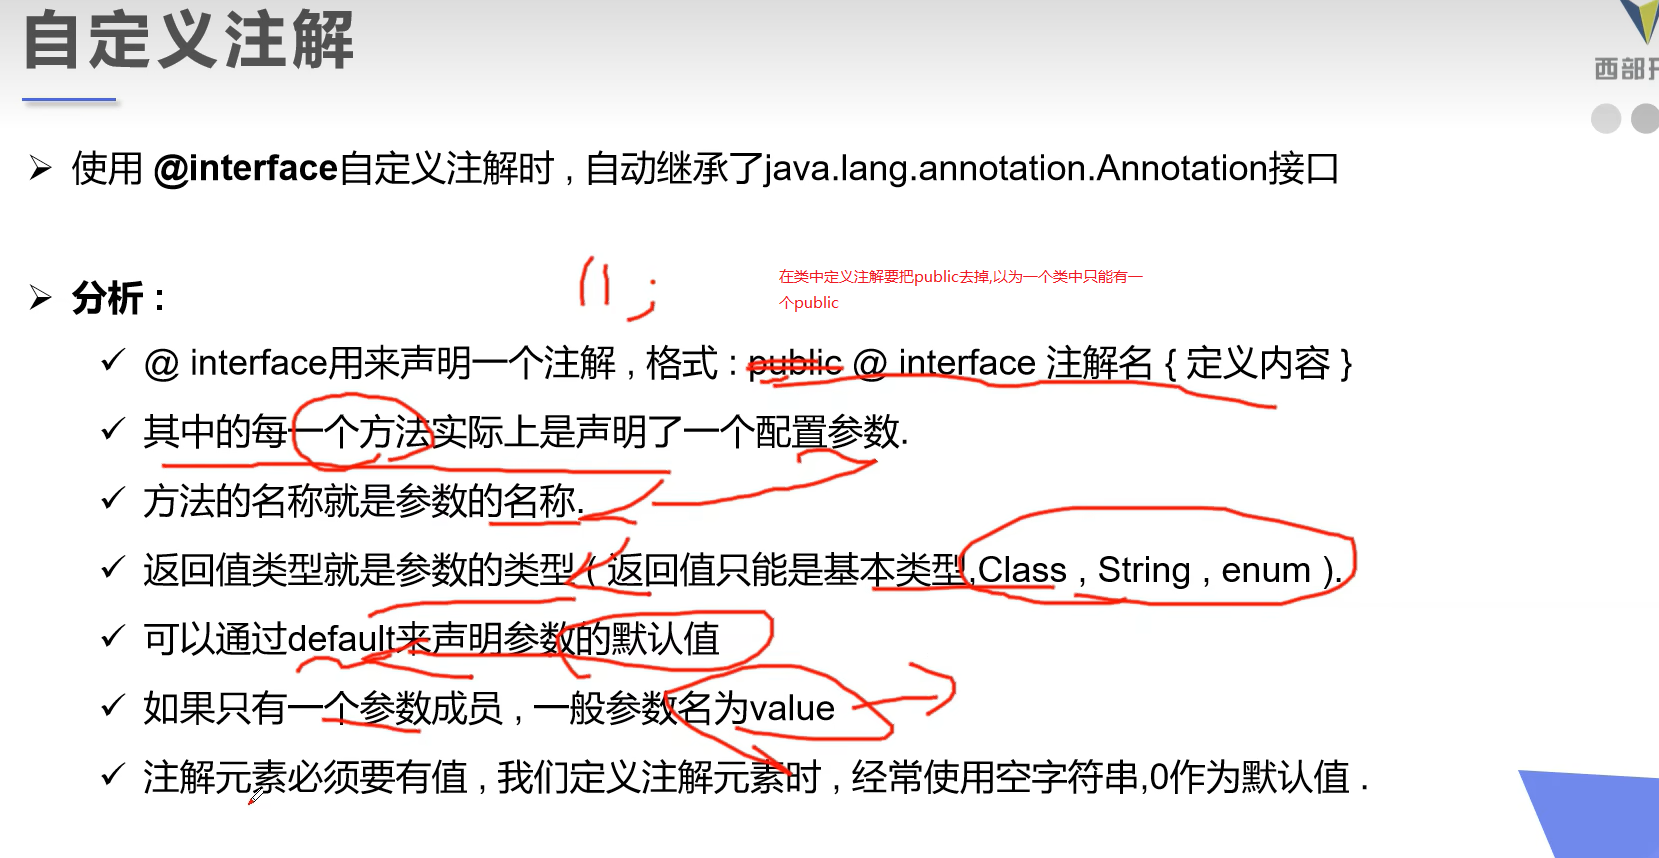 自定义注解
西部开
使用 @interface自定义注解时 , 自动继承了java.lang.annotation.Annotation接口
分析 :
() ;
在类中定义注解要把public去掉,以为一个类中只能有一
个public
@ interface用来声明一个注解 , 格式 : public @ interface 注解名 { 定义内容 }
其中的每一个方法实际上是声明了一个配置参数.
方法的名称就是参数的名称.
返回值类型就是参数的类型 ( 返回值只能是基本类型,Class , String , enum ).
可以通过default来声明参数的默认值
如果只有一个参数成员 , 一般参数名为value
注解元素必须要有值 , 我们定义注解元素时 , 经常使用空字符串,0作为默认值 .